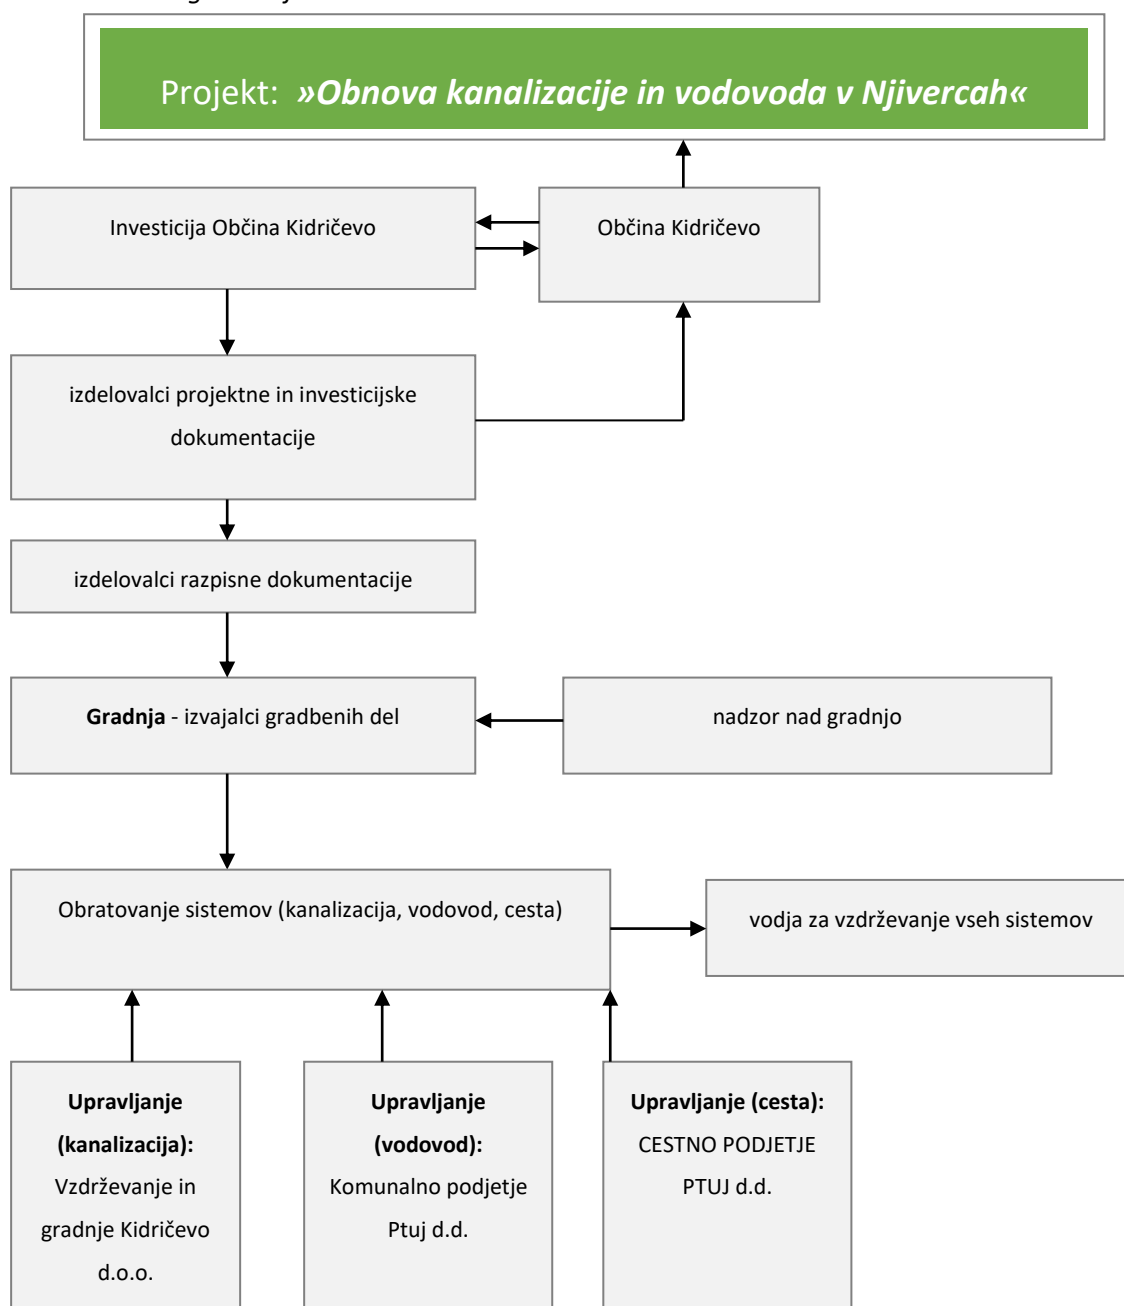 Projekt: »Obnova kanalizacije in vodovoda v Njivercah«
Investicija Občina Kidričevo
Občina Kidričevo
izdelovalci projektne in investicijske
dokumentacije
izdelovalci razpisne dokumentacije
Gradnja - izvajalci gradbenih del
nadzor nad gradnjo
Obratovanje sistemov (kanalizacija, vodovod, cesta)
vodja za vzdrževanje vseh sistemov
Upravljanje
(kanalizacija):
Vzdrževanje in
gradnje Kidričevo
d.o.o.
Upravljanje
(vodovod):
Komunalno podjetje
Ptuj d.d.
Upravljanje (cesta):
CESTNO PODJETJE
PTUJ d.d.